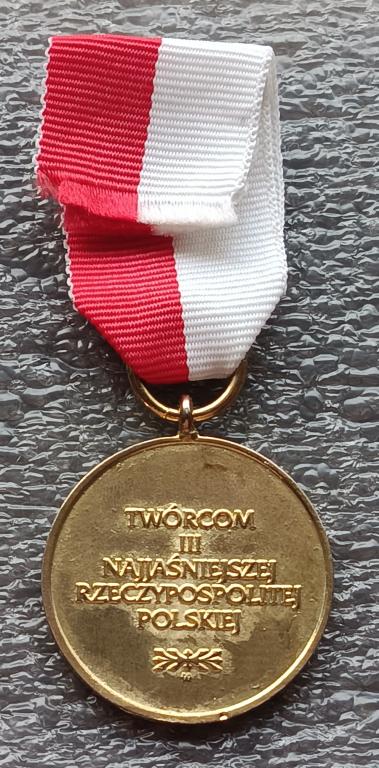 TWÓRCOM
III
NAJJAŚNIEJSZEJ
RZECZYPOSPOLITEJ
POLSKIEJ